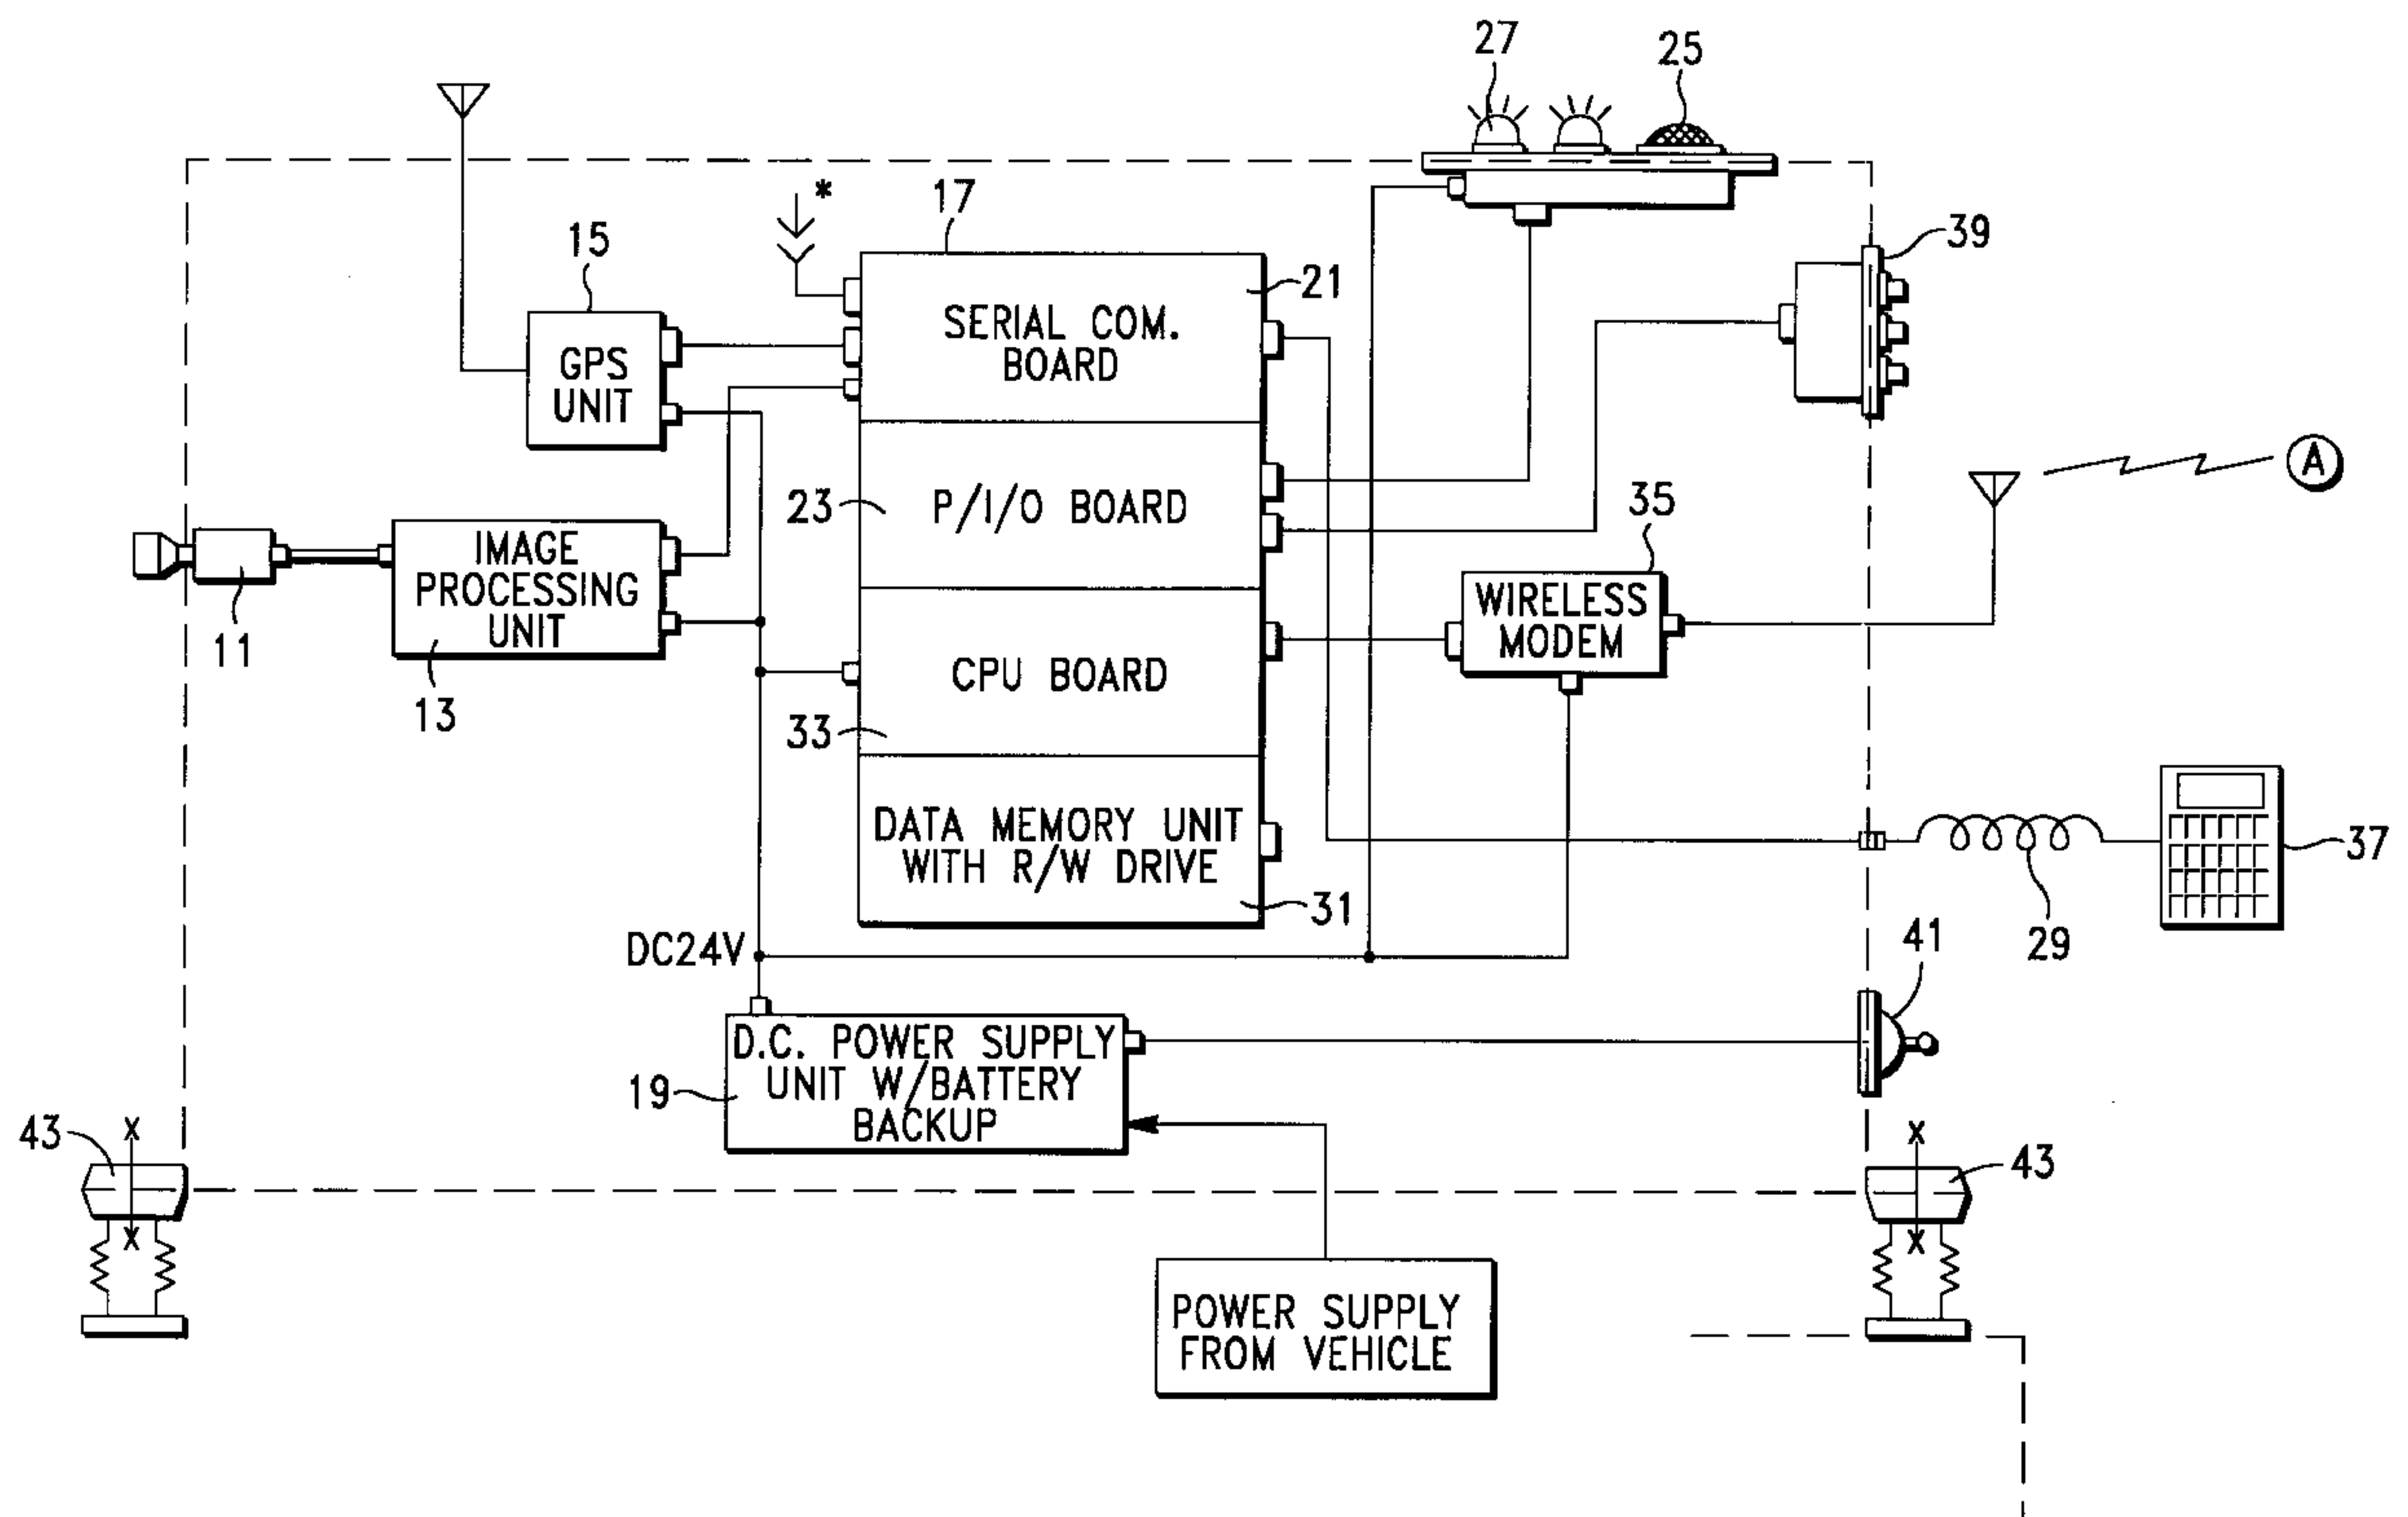 27
25
*
17
39
15
21
SERIAL COM.
BOARD
GPS
UNIT
A
23
P/I/O BOARD
35
IMAGE
PROCESSING
UNIT
WIRELESS
MODEM
11
CPU BOARD
13
33
DATA MEMORY UNIT
WITH R/W DRIVE
37
31
DC24V
29
41
D.C. POWER SUPPLY
UNIT W/BATTERY
BACKUP
19
43
X
X
X
43
X
POWER SUPPLY
FROM VEHICLE